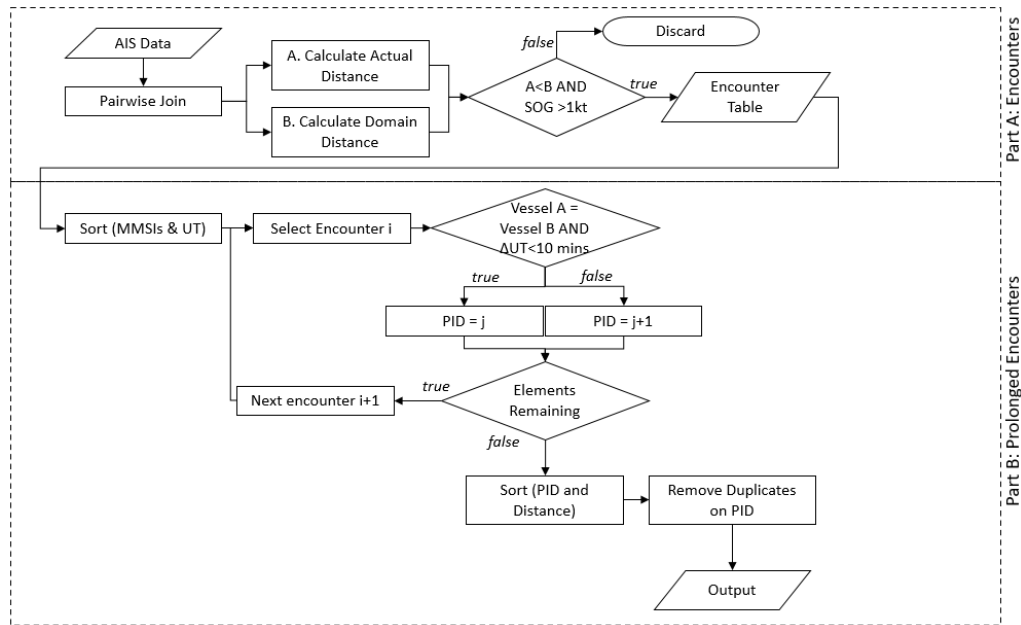 AIS Data
Pairwise Join
A. Calculate Actual
Distance
B. Calculate Domain
Distance
A<B AND
SOG >1kt
false
Discard
true
Encounter
Table
Part A: Encounters
Sort (MMSIs & UT)
Select Encounter i
Vessel A =
Vessel B AND
ΔUT<10 mins
true
false
PID = j
PID = j+1
Elements
Remaining
true
Next encounter i+1
false
Sort (PID and
Distance)
Remove Duplicates
on PID
Output
Part B: Prolonged Encounters